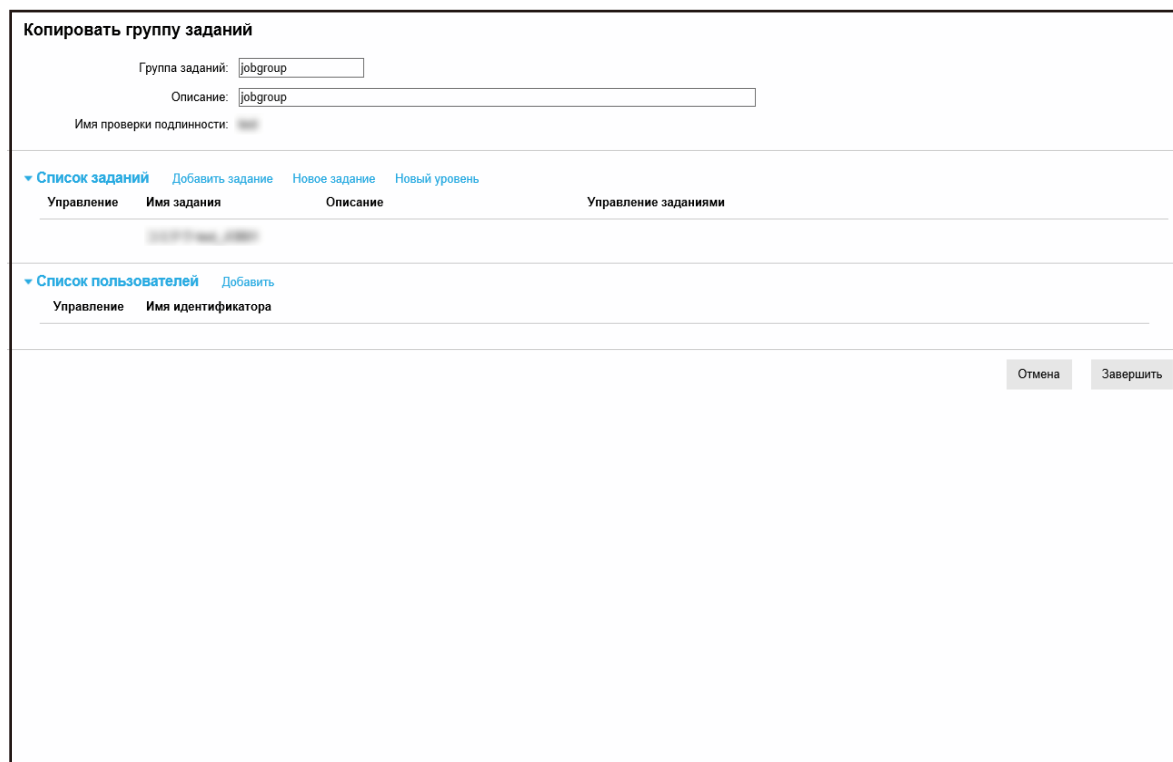 Копировать группу заданий
Группа заданий: jobgroup
Описание: jobgroup
Имя проверки подлинности:
Список заданий Добавить задание Новое задание Новый уровень
Управление Имя задания Описание Управление заданиями
Список пользователей Добавить
Управление Имя идентификатора
Отмена Завершить